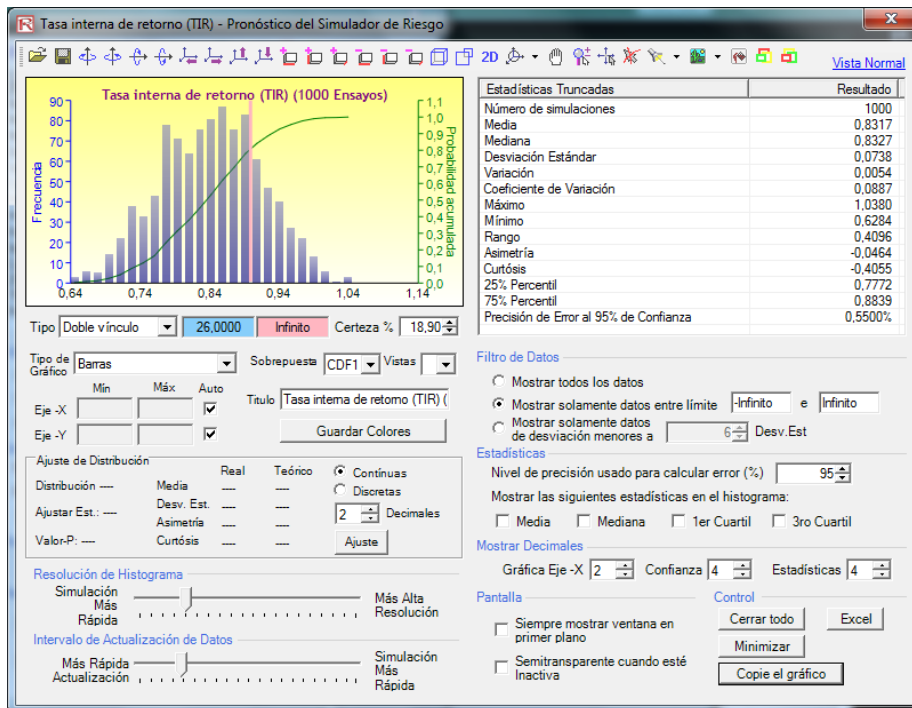 Tasa interna de retorno (TIR) - Pronóstico del Simulador de Riesgo
2D
Vista Normal
Tasa interna de retorno (TIR) (1000 Ensayos)
Frecuencia
90
80
70
60
50
40
30
20
10
0
0,64 0,74 0,84 0,94 1,04 1,14
1,1
1,0
0,9
0,8
0,7
0,6
0,5
0,4
0,3
0,2
0,1
0,0
Probabilidad acumulada
Estadísticas Truncadas Resultado
Número de simulaciones 1000
Media 0,8317
Mediana 0,8327
Desviación Estándar 0,0738
Variación 0,0054
Coeficiente de Variación 0,0887
Máximo 1,0380
Mínimo 0,6284
Rango 0,4096
Asimetría -0,0464
Curtósis -0,4055
25% Percentil 0,7772
75% Percentil 0,8839
Precisión de Error al 95% de Confianza 0,5500%
Tipo Doble vínculo 26,0000 Infinito Certeza % 18,90
Tipo de Gráfico Barras Sobrepuesta CDF1 Vistas
Mín Máx Auto
Eje -X
Eje -Y
Titulo Tasa interna de retorno (TIR) (
Guardar Colores
Ajuste de Distribución
Real Teórico
Distribución ---- Media ---- ----
Desv. Est. ---- ----
Ajustar Est.: ---- Asimetría ---- ----
Valor-P: ---- Curtósis ---- ----
Contínuas
Discretas
2 Decimales
Ajuste
Resolución de Histograma
Simulación Más Rápida
Más Alta Resolución
Intervalo de Actualización de Datos
Más Rápida Actualización
Simulación Más Rápida
Filtro de Datos
Mostrar todos los datos
Mostrar solamente datos entre límite -Infinito e Infinito
Mostrar solamente datos
de desviación menores a 6 Desv.Est
Estadísticas
Nivel de precisión usado para calcular error (%) 95
Mostrar las siguientes estadísticas en el histograma:
Media Mediana 1er Cuartil 3ro Cuartil
Mostrar Decimales
Gráfica Eje -X 2 Confianza 4 Estadísticas 4
Pantalla
Siempre mostrar ventana en
primer plano
Semitransparente cuando esté
Inactiva
Control
Cerrar todo Excel
Minimizar
Copie el gráfico